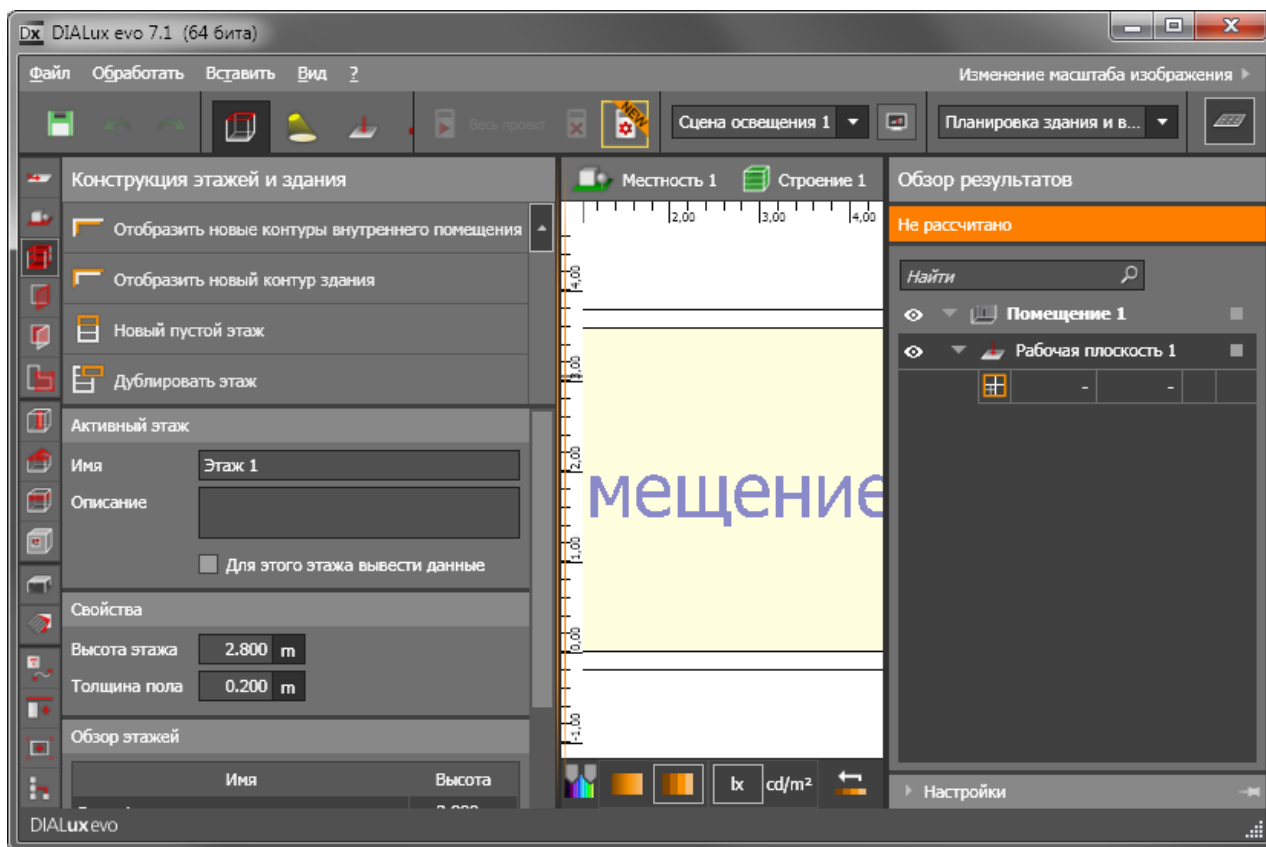 Dx DIALux evo 7.1 (64 бита)
Файл Обработать Вставить Вид ?
Изменение масштаба изображения
Весь проект
NEW
Сцена освещения 1
Планировка здания и в...
Конструкция этажей и здания
Отобразить новые контуры внутреннего помещения
Отобразить новый контур здания
Новый пустой этаж
Дублировать этаж
Активный этаж
Имя Этаж 1
Описание
Для этого этажа вывести данные
Свойства
Высота этажа 2.800 m
Толщина пола 0.200 m
Обзор этажей
Имя Высота
Местность 1 Строение 1
2,00 3,00 4,00
4,00
3,00
2,00
1,00
0,00
-1,00
мещение
lx cd/m²
Обзор результатов
Не рассчитано
Найти
Помещение 1
Рабочая плоскость 1
- -
Настройки
DIALux evo